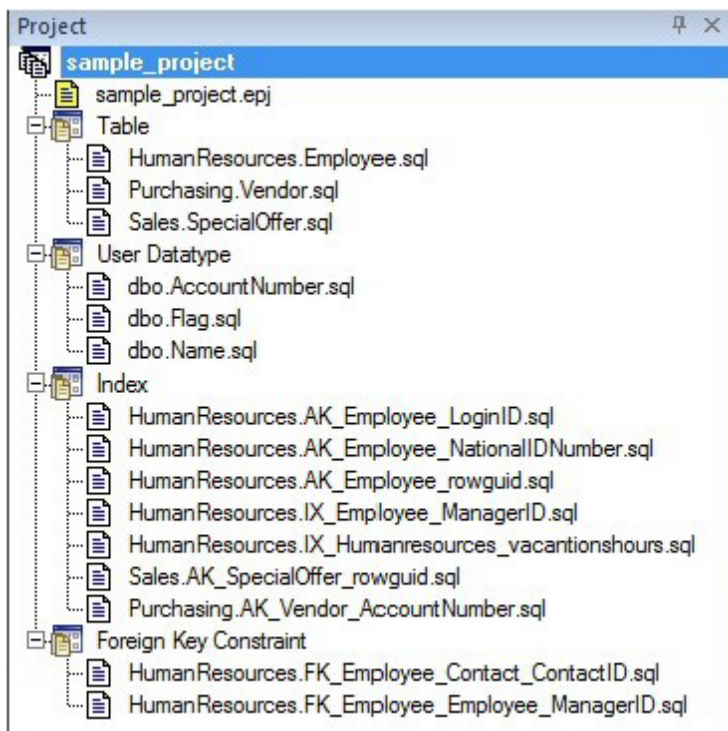 Project
sample_project
sample_project.epj
Table
HumanResources.Employee.sql
Purchasing.Vendor.sql
Sales.SpecialOffer.sql
User Datatype
dbo.AccountNumber.sql
dbo.Flag.sql
dbo.Name.sql
Index
HumanResources.AK_Employee_LoginID.sql
HumanResources.AK_Employee_NationalIDNumber.sql
HumanResources.AK_Employee_rowguid.sql
HumanResources.IX_Employee_ManagerID.sql
HumanResources.IX_Humanresources_vacantionshours.sql
Sales.AK_SpecialOffer_rowguid.sql
Purchasing.AK_Vendor_AccountNumber.sql
Foreign Key Constraint
HumanResources.FK_Employee_Contact_ContactID.sql
HumanResources.FK_Employee_Employee_ManagerID.sql